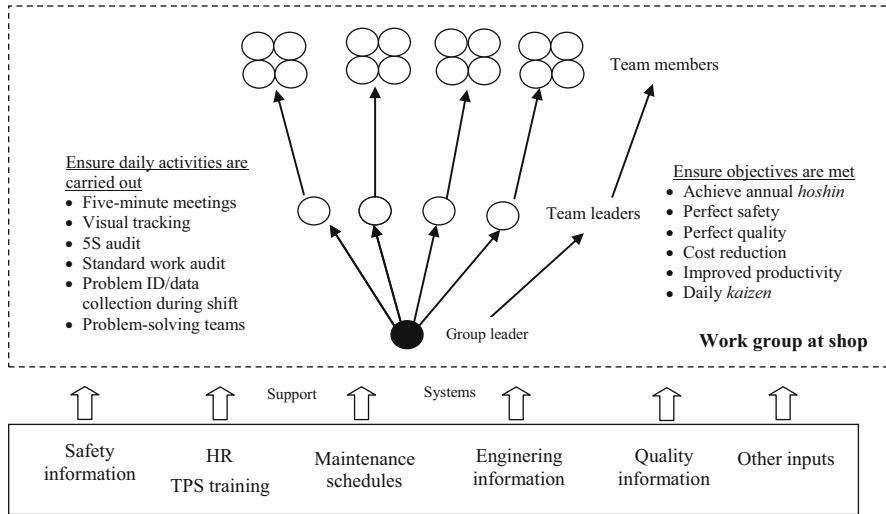 Team members
Ensure daily activities are
carried out
• Five-minute meetings
• Visual tracking
• 5S audit
• Standard work audit
• Problem ID/data
collection during shift
• Problem-solving teams
Team leaders
Ensure objectives are met
• Achieve annual hoshin
• Perfect safety
• Perfect quality
• Cost reduction
• Improved productivity
• Daily kaizen
Group leader
Work group at shop
Support
Systems
Safety
information
HR
TPS training
Maintenance
schedules
Enginering
information
Quality
information
Other inputs